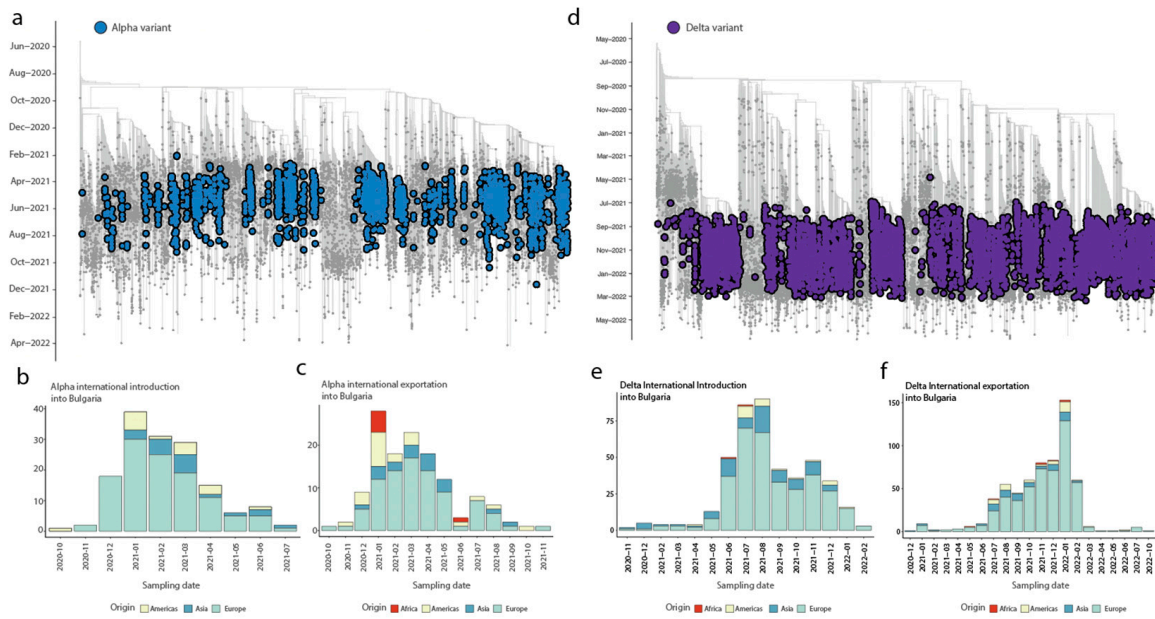 a
Alpha variant
Jun–2020
Aug–2020
Oct–2020
Dec–2020
Feb–2021
Apr–2021
Jun–2021
Aug–2021
Oct–2021
Dec–2021
Feb–2022
Apr–2022
d
Delta variant
May–2020
Jul–2020
Sep–2020
Nov–2020
Jan–2021
Mar–2021
May–2021
Jul–2021
Sep–2021
Nov–2021
Jan–2022
Mar–2022
May–2022
b
Alpha international introduction
into Bulgaria
40
30
20
10
0
2020-10
2020-11
2020-12
2021-01
2021-02
2021-03
2021-04
2021-05
2021-06
2021-07
Sampling date
Origin Americas Asia Europe
c
Alpha international exportation
into Bulgaria
20
10
0
2020-10
2020-11
2020-12
2021-01
2021-02
2021-03
2021-04
2021-05
2021-06
2021-07
2021-08
2021-09
2021-10
2021-11
Sampling date
Origin Africa Americas Asia Europe
e
Delta International Introduction
into Bulgaria
75
50
25
0
2020–11
2020–12
2021–02
2021–03
2021–04
2021–05
2021–06
2021–07
2021–08
2021–09
2021–10
2021–11
2021–12
2022–01
2022–02
Sampling date
Origin Africa Americas Asia Europe
f
Delta International exportation
into Bulgaria
150
100
50
0
2020–12
2021–01
2021–02
2021–03
2021–04
2021–05
2021–06
2021–07
2021–08
2021–09
2021–10
2021–11
2021–12
2022–01
2022–02
2022–03
2022–04
2022–05
2022–06
2022–07
2022–10
Sampling date
Origin Africa Americas Asia Europe